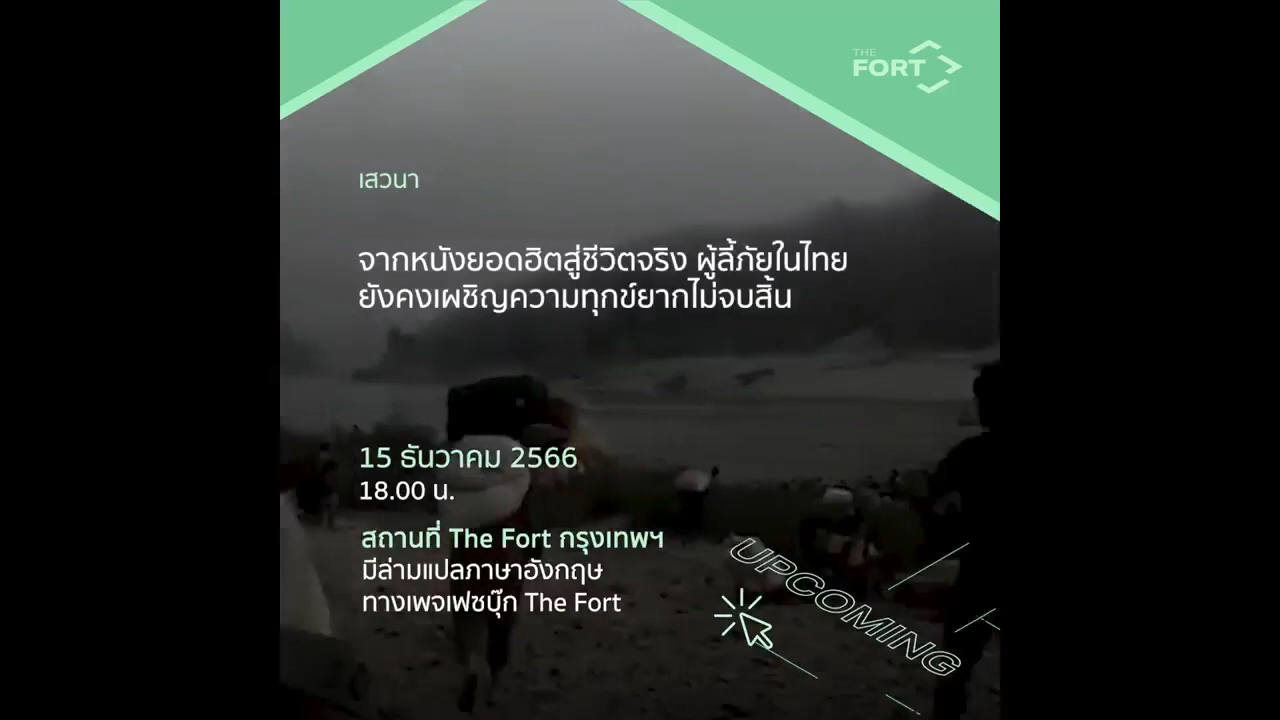 THE
FORT
เสวนา
จากหนังยอดฮิตสู่ชีวิตจริง ผู้ลี้ภัยในไทย
ยังคงเผชิญความทุกข์ยากไม่จบสิ้น
15 ธันวาคม 2566
18.00 น.
สถานที่ The Fort กรุงเทพฯ
มีล่ามแปลภาษาอังกฤษ
ทางเพจเฟซบุ๊ก The Fort
UPCOMING